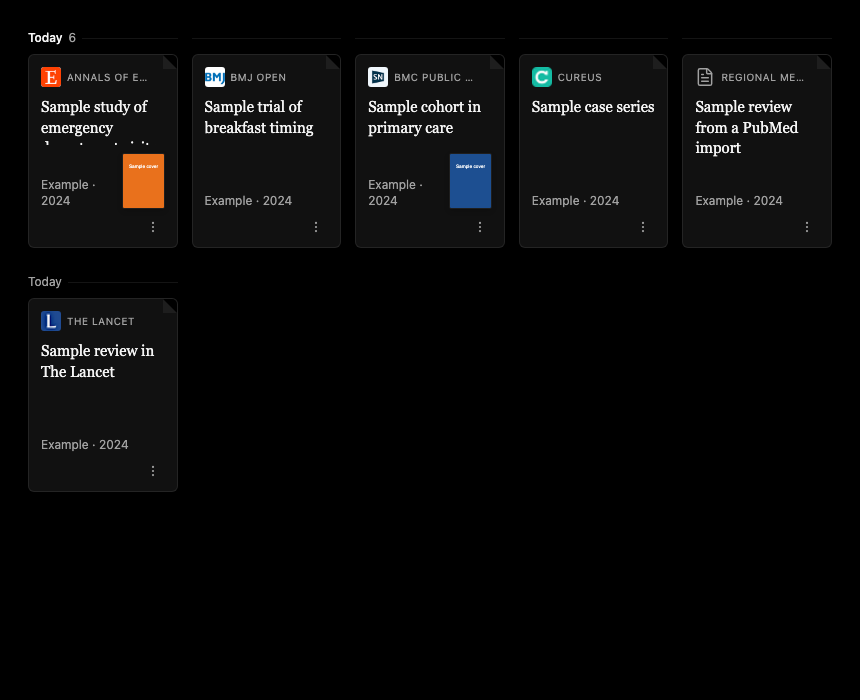 Today 6
E ANNALS OF E...
Sample study of
emergency
Sample cover
Example ·
2024
BMJ BMJ OPEN
Sample trial of
breakfast timing
Example · 2024
SN BMC PUBLIC ...
Sample cohort in
primary care
Sample cover
Example ·
2024
C CUREUS
Sample case series
Example · 2024
REGIONAL ME...
Sample review
from a PubMed
import
Example · 2024
Today
L THE LANCET
Sample review in
The Lancet
Example · 2024